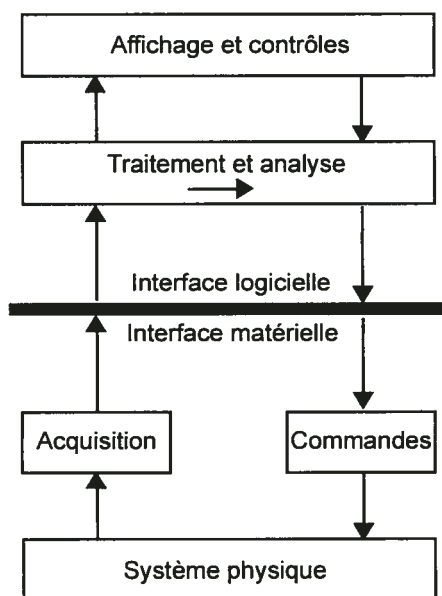 Affichage et contrôles
Traitement et analyse
Interface logicielle
Interface matérielle
Acquisition
Commandes
Système physique